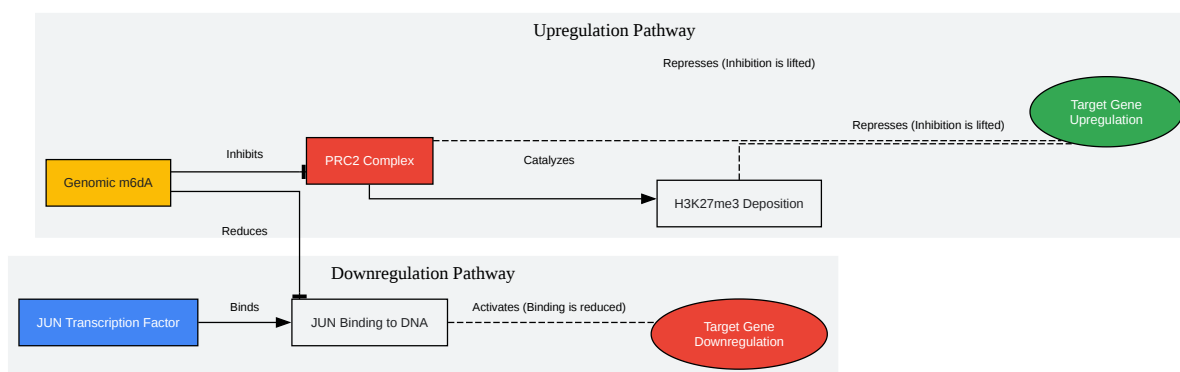 Upregulation Pathway
Represses (Inhibition is lifted)
Target Gene
Upregulation
Represses (Inhibition is lifted)
Inhibits
PRC2 Complex
Catalyzes
Genomic m6dA
H3K27me3 Deposition
Reduces
Downregulation Pathway
Binds
Activates (Binding is reduced)
JUN Transcription Factor
JUN Binding to DNA
Target Gene
Downregulation